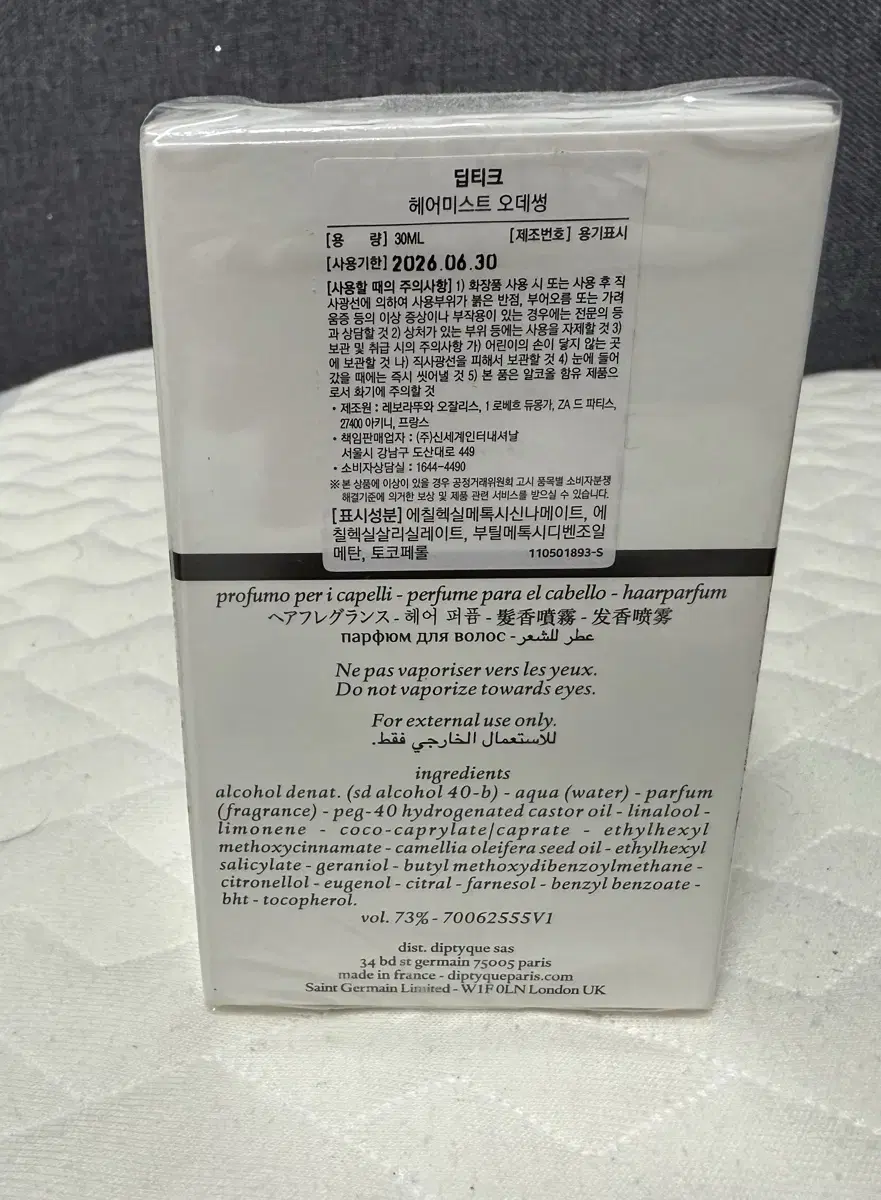 딥티크
헤어미스트 오데썽
[용 량] 30ML [제조번호] 용기표시
[사용기한] 2026.06.30
[사용할 때의 주의사항] 1) 화장품 사용 시 또는 사용 후 직
사광선에 의하여 사용부위가 붉은 반점, 부어오름 또는 가려
움증 등의 이상 증상이나 부작용이 있는 경우에는 전문의 등
과 상담할 것 2) 상처가 있는 부위 등에는 사용을 자제할 것 3)
보관 및 취급 시의 주의사항 가) 어린이의 손이 닿지 않는 곳
에 보관할 것 나) 직사광선을 피해서 보관할 것 4) 눈에 들어
갔을 때에는 즉시 씻어낼 것 5) 본 품은 알코올 함유 제품으
로서 화기에 주의할 것
• 제조원 : 레보라뚜와 오잘리스, 1 로베흐 듀몽가, ZA 드 파티스,
27400 아키니, 프랑스
• 책임판매업자 : (주)신세계인터내셔날
서울시 강남구 도산대로 449
• 소비자상담실 : 1644-4490
※ 본 상품에 이상이 있을 경우 공정거래위원회 고시 품목별 소비자분쟁
해결기준에 의거한 보상 및 제품 관련 서비스를 받으실 수 있습니다.
[표시성분] 에칠헥실메톡시신나메이트, 에
칠헥실살리실레이트, 부틸메톡시디벤조일
메탄, 토코페롤 110501893-S
profumo per i capelli - perfume para el cabello - haarparfum
ヘアフレグランス - 헤어 퍼퓸 - 髮香噴霧 - 发香喷雾
парфюм для волос - عطر للشعر
Ne pas vaporiser vers les yeux.
Do not vaporize towards eyes.
For external use only.
للاستعمال الخارجي فقط.
ingredients
alcohol denat. (sd alcohol 40-b) - aqua (water) - parfum
(fragrance) - peg-40 hydrogenated castor oil - linalool -
limonene - coco-caprylate/caprate - ethylhexyl
methoxycinnamate - camellia oleifera seed oil - ethylhexyl
salicylate - geraniol - butyl methoxydibenzoylmethane -
citronellol - eugenol - citral - farnesol - benzyl benzoate -
bht - tocopherol.
vol. 73% - 70062555V1
dist. diptyque sas
34 bd st germain 75005 paris
made in france - diptyqueparis.com
Saint Germain Limited - W1F 0LN London UK